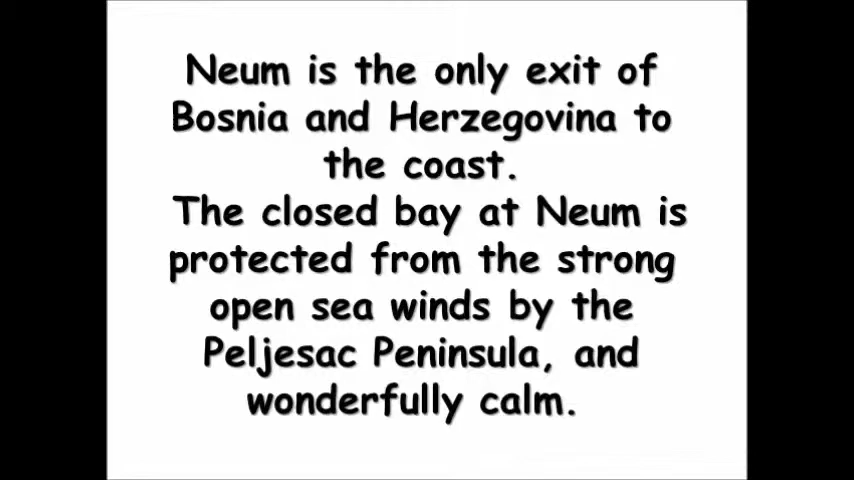 Neum is the only exit of
Bosnia and Herzegovina to
the coast.
The closed bay at Neum is
protected from the strong
open sea winds by the
Peljesac Peninsula, and
wonderfully calm.